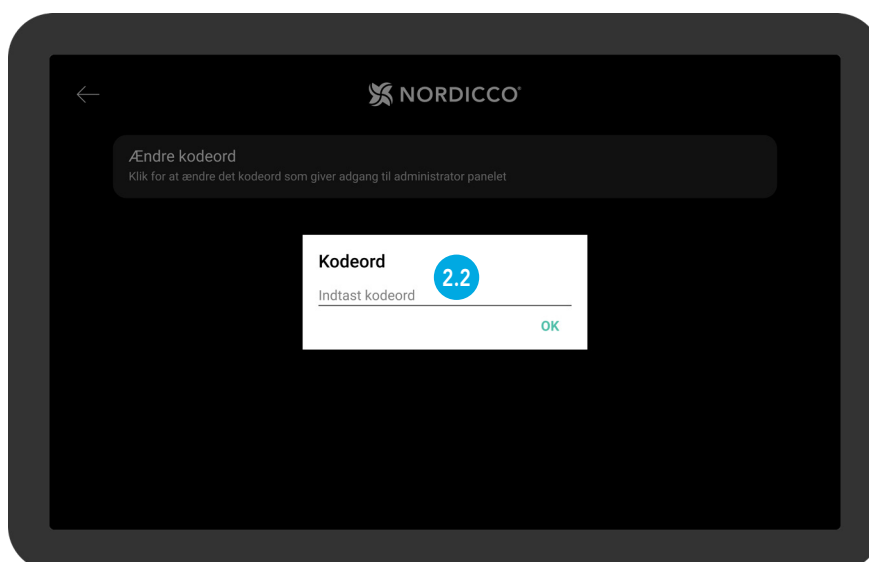 NORDICCO®
Ændre kodeord
Klik for at ændre det kodeord som giver adgang til administrator panelet
Kodeord
2.2
Indtast kodeord
OK